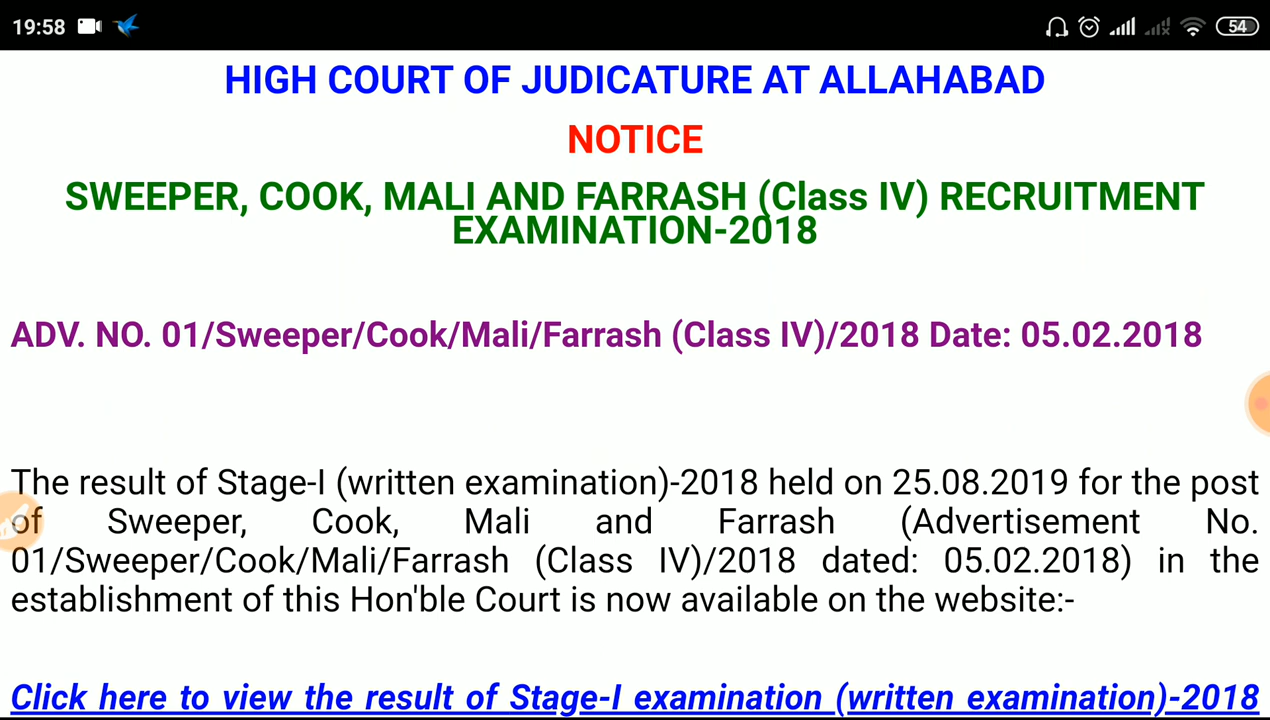 19:58
54
HIGH COURT OF JUDICATURE AT ALLAHABAD
NOTICE
SWEEPER, COOK, MALI AND FARRASH (Class IV) RECRUITMENT
EXAMINATION-2018
ADV. NO. 01/Sweeper/Cook/Mali/Farrash (Class IV)/2018 Date: 05.02.2018
The result of Stage-I (written examination)-2018 held on 25.08.2019 for the post
of Sweeper, Cook, Mali and Farrash (Advertisement No.
01/Sweeper/Cook/Mali/Farrash (Class IV)/2018 dated: 05.02.2018) in the
establishment of this Hon'ble Court is now available on the website:-
Click here to view the result of Stage-I examination (written examination)-2018